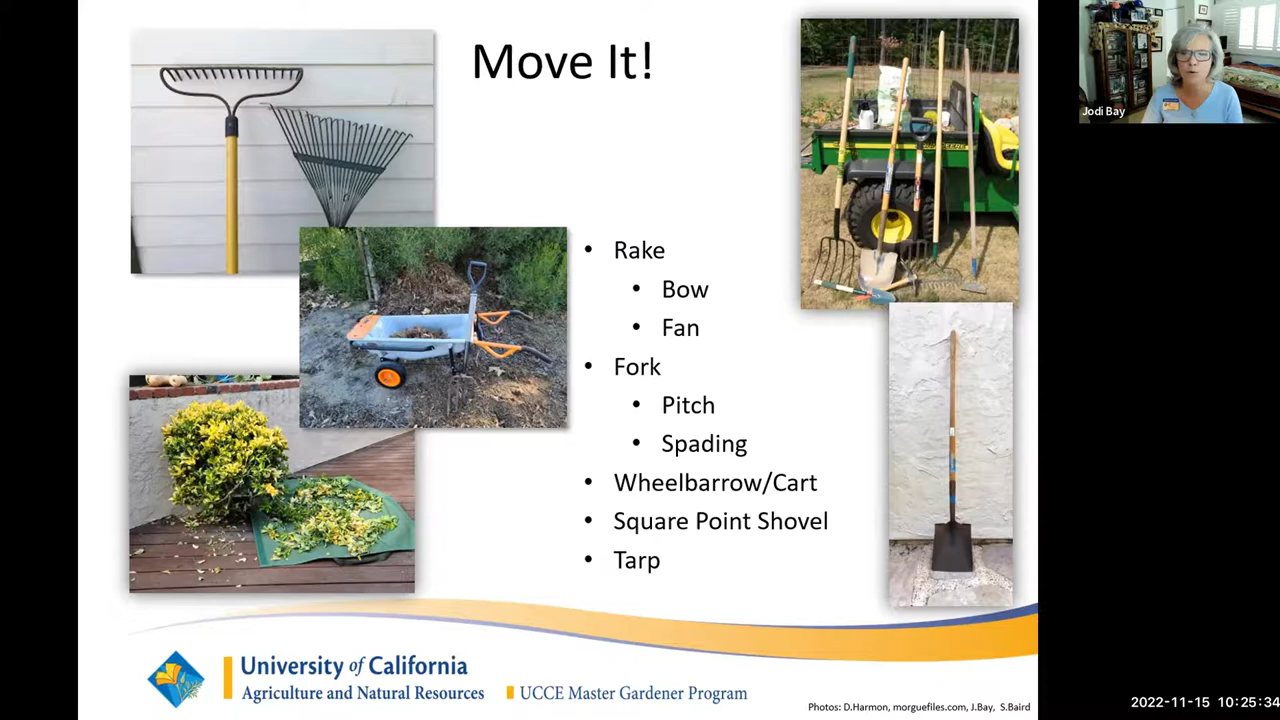 Move It!
Jodi Bay
• Rake
• Bow
• Fan
• Fork
• Pitch
• Spading
• Wheelbarrow/Cart
• Square Point Shovel
• Tarp
University of California
Agriculture and Natural Resources
UCCE Master Gardener Program
Photos: D.Harmon, morguefiles.com, J.Bay, S.Baird
2022-11-15 10:25:34